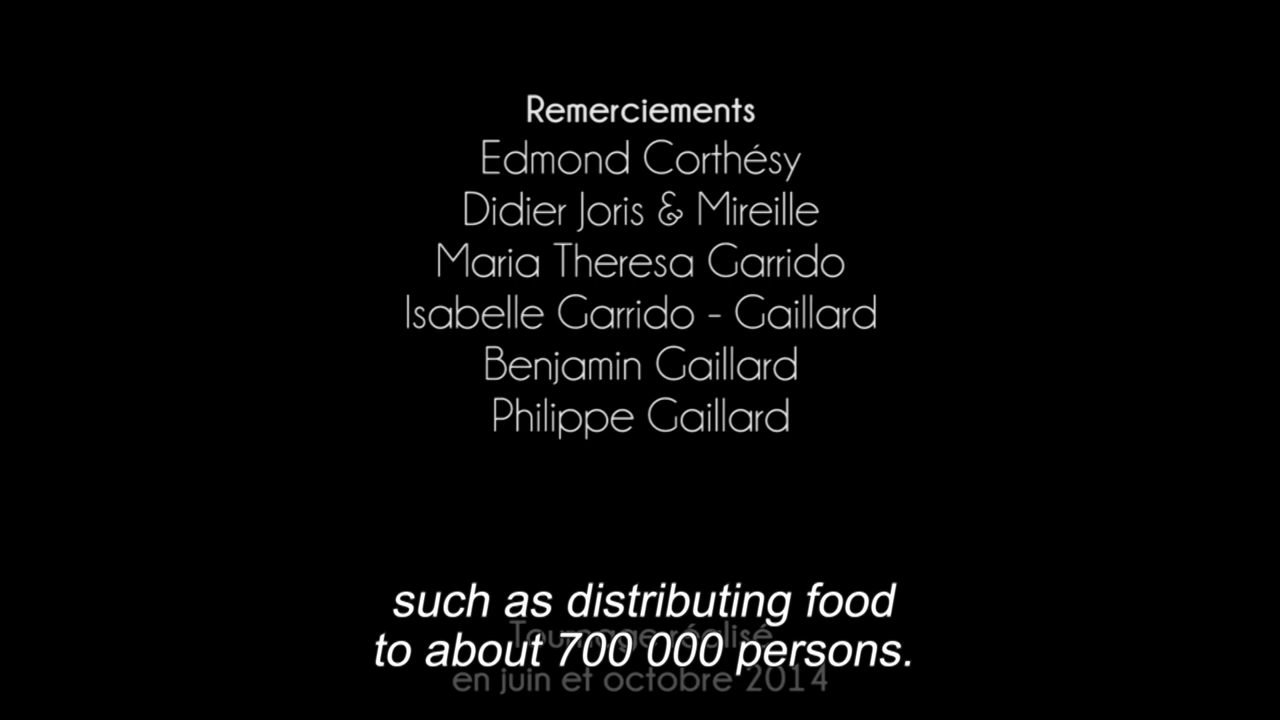 Remerciements
Edmond Corthésy
Didier Joris & Mireille
Maria Theresa Garrido
Isabelle Garrido - Gaillard
Benjamin Gaillard
Philippe Gaillard
such as distributing food
Tournage réalisé
to about 700 000 persons.
en juin et octobre 2014